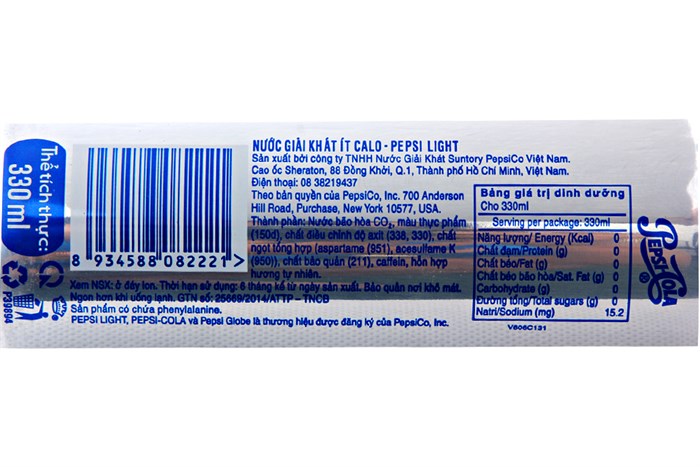 Thể tích thực:
330 ml
8 934588 082221
P39894
NƯỚC GIẢI KHÁT ÍT CALO - PEPSI LIGHT
Sản xuất bởi công ty TNHH Nước Giải Khát Suntory PepsiCo Việt Nam.
Cao ốc Sheraton, 88 Đồng Khởi, Q.1, Thành phố Hồ Chí Minh, Việt Nam.
Điện thoại: 08 38219437
Theo bản quyền của PepsiCo, Inc. 700 Anderson
Hill Road, Purchase, New York 10577, USA.
Thành phần: Nước bão hòa CO₂, màu thực phẩm
(150d), chất điều chỉnh độ axit (338, 330), chất
ngọt tổng hợp (aspartame (951), acesulfame K
(950)), chất bảo quản (211), caffein, hỗn hợp
hương tự nhiên.
Xem NSX: ở đáy lon. Thời hạn sử dụng: 6 tháng kể từ ngày sản xuất. Bảo quản nơi khô mát.
Ngon hơn khi uống lạnh. GTN số: 25669/2014/ATTP – TNCB
Sản phẩm có chứa phenylalanine.
PEPSI LIGHT, PEPSI-COLA và Pepsi Globe là thương hiệu được đăng ký của PepsiCo, Inc.
Bảng giá trị dinh dưỡng
Cho 330ml
Serving per package: 330ml
Năng lượng/ Energy (Kcal) 0
Chất đạm/Protein (g) 0
Chất béo/Fat (g) 0
Chất béo bão hòa/Sat. Fat (g) 0
Carbohydrate (g) 0
Đường tổng/Total sugars (g) 0
Natri/Sodium (mg) 15.2
V806C131
PEPSI-COLA